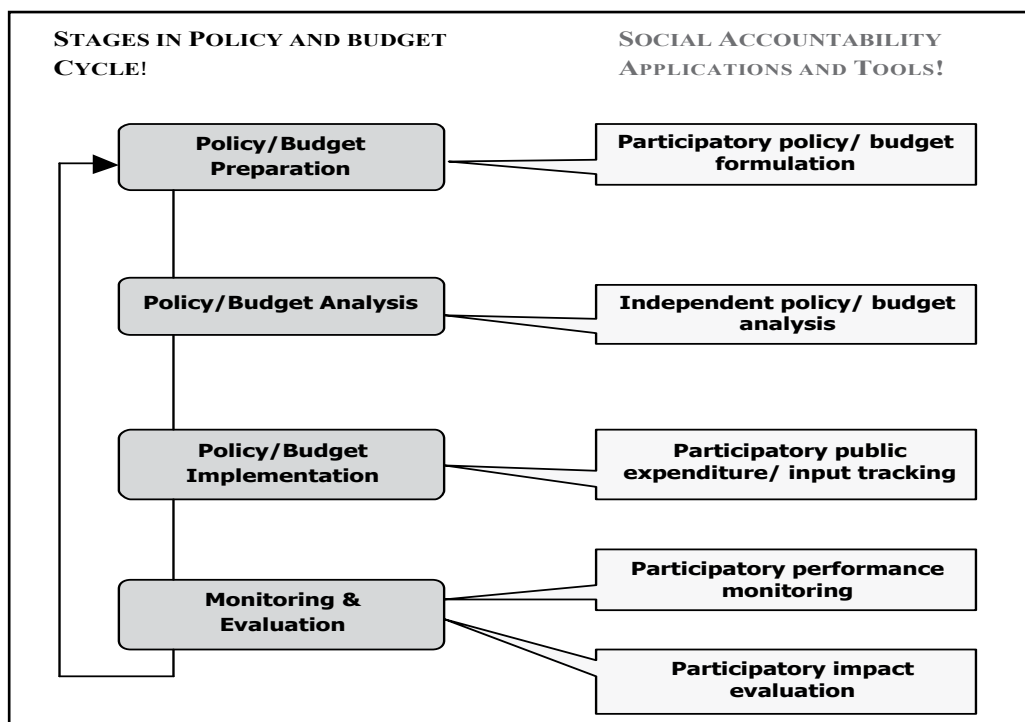 STAGES IN POLICY AND BUDGET
CYCLE!
SOCIAL ACCOUNTABILITY
APPLICATIONS AND TOOLS!
Policy/Budget
Preparation
Participatory policy/ budget
formulation
Policy/Budget Analysis
Independent policy/ budget
analysis
Policy/Budget
Implementation
Participatory public
expenditure/ input tracking
Monitoring &
Evaluation
Participatory performance
monitoring
Participatory impact
evaluation